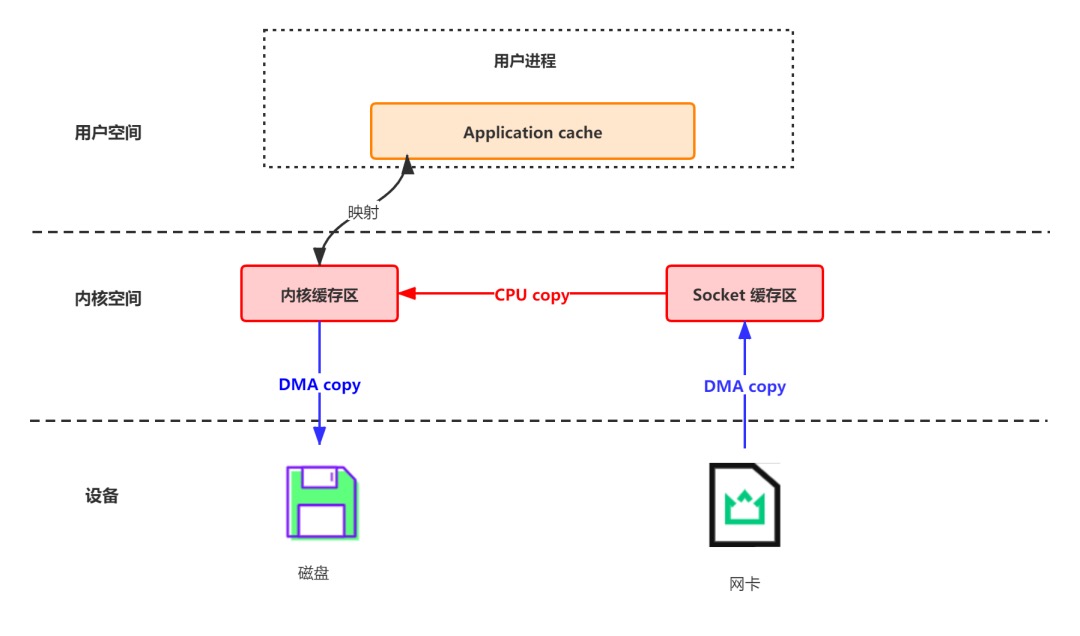 用户进程
用户空间
Application cache
映射
内核空间
内核缓存区
CPU copy
Socket 缓存区
DMA copy
DMA copy
设备
磁盘
网卡